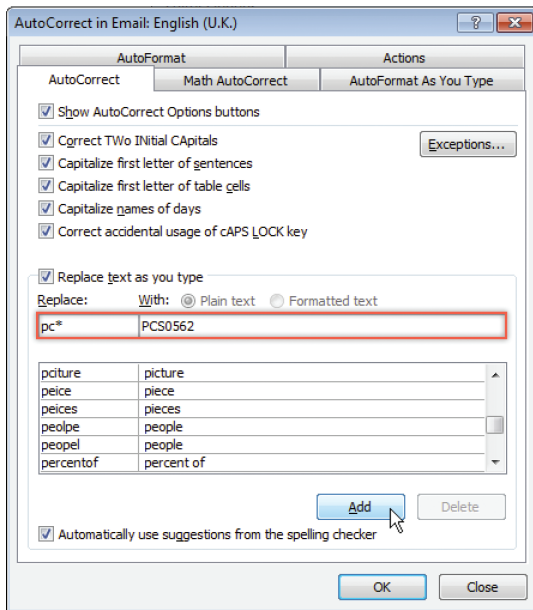 AutoCorrect in Email: English (U.K.)
AutoFormat Actions
AutoCorrect Math AutoCorrect AutoFormat As You Type
Show AutoCorrect Options buttons
Correct TWo INitial CApitals
Exceptions...
Capitalize first letter of sentences
Capitalize first letter of table cells
Capitalize names of days
Correct accidental usage of cAPS LOCK key
Replace text as you type
Replace: With: Plain text Formatted text
pc* PCS0562
pciture picture
peice piece
peices pieces
peolpe people
peopel people
percentof percent of
Add Delete
Automatically use suggestions from the spelling checker
OK Close